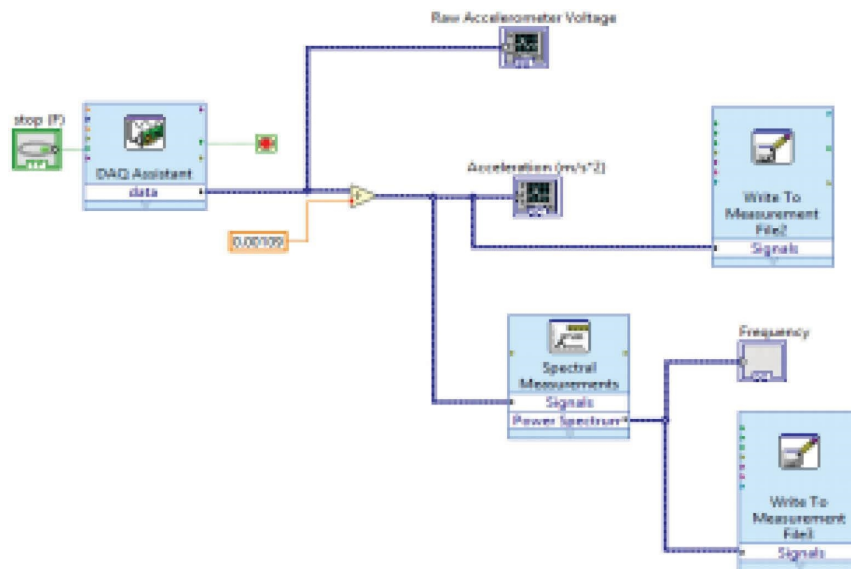 Raw Accelerometer Voltage
stop (F)
DAQ Assistant
data
0.00109
Acceleration (m/s^2)
Write To
Measurement
File2
Signals
Spectral
Measurements
Signals
Power Spectrum
Frequency
Write To
Measurement
File3
Signals